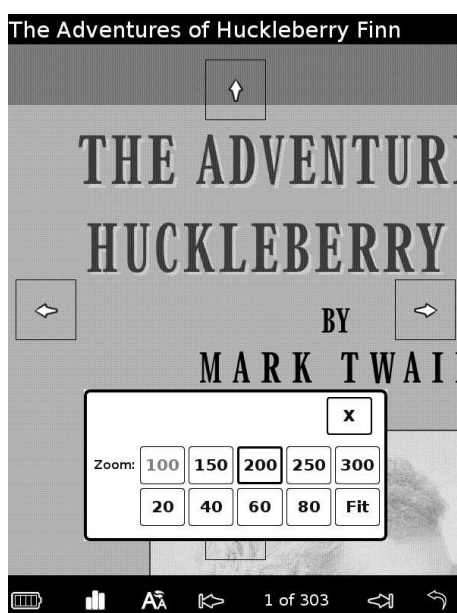 The Adventures of Huckleberry Finn
THE ADVENTUR
HUCKLEBERRY
BY
MARK TWAI
X
Zoom: 100 150 200 250 300
20 40 60 80 Fit
1 of 303